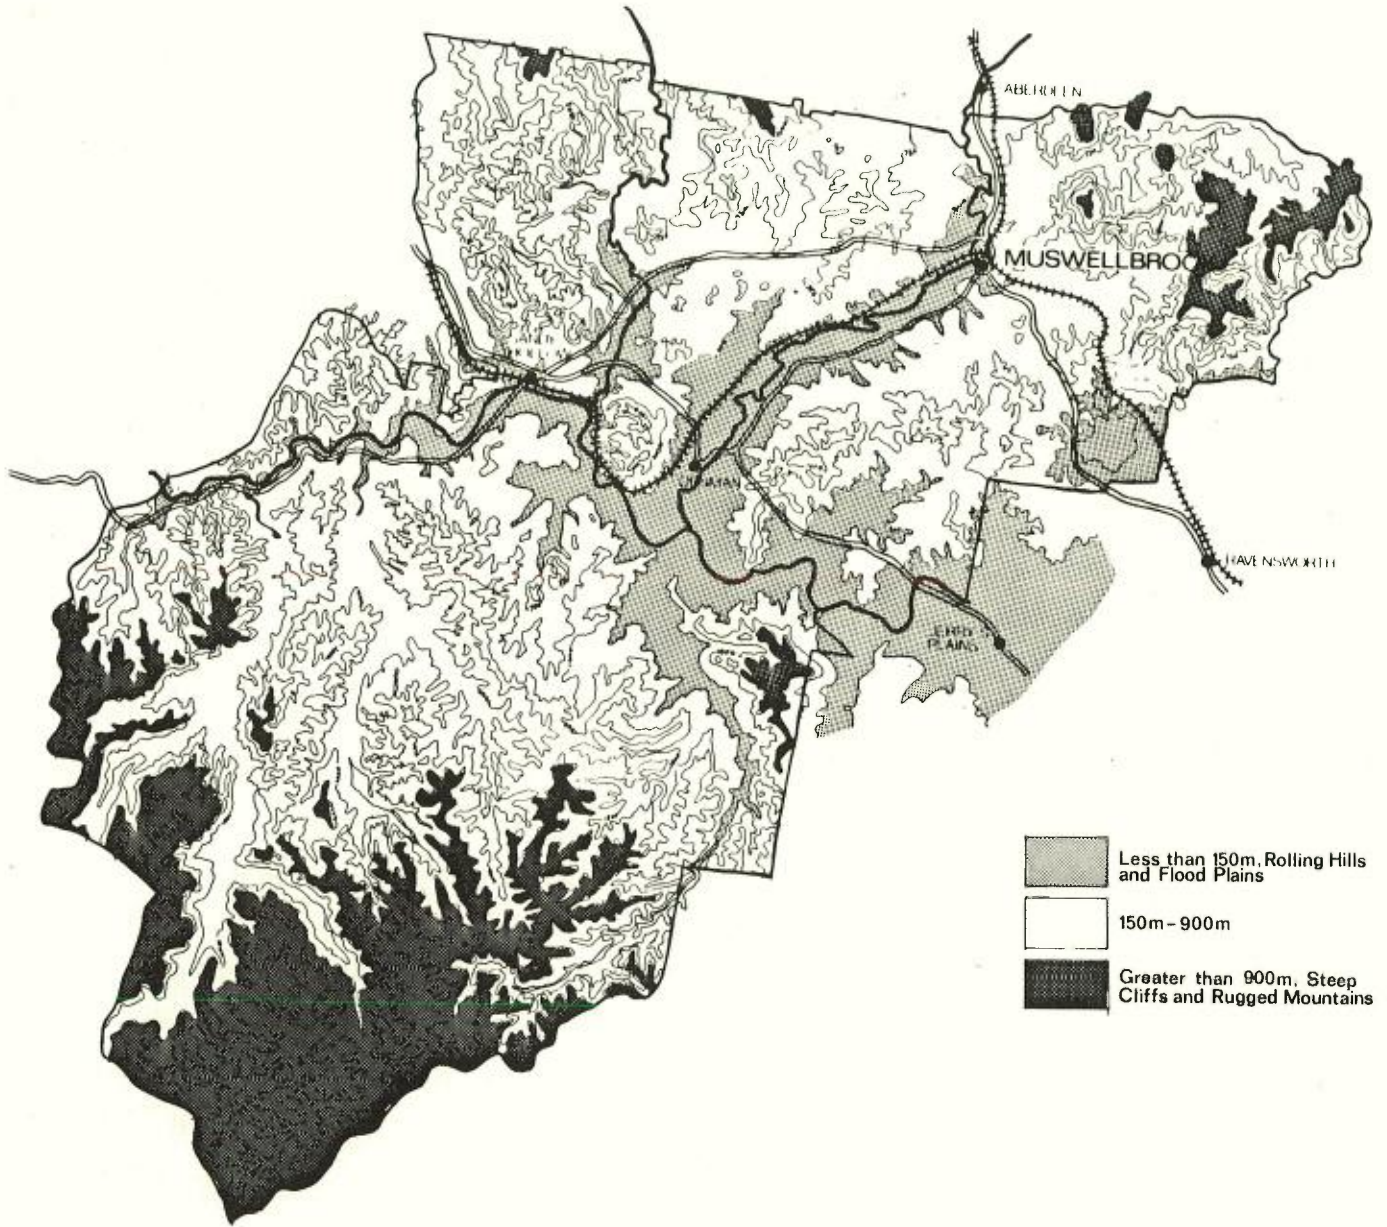 ABERDEEN
MUSWELLBROO
RAVENSWORTH
PLAINS
Less than 150m, Rolling Hills
and Flood Plains
150m - 900m
Greater than 900m, Steep
Cliffs and Rugged Mountains